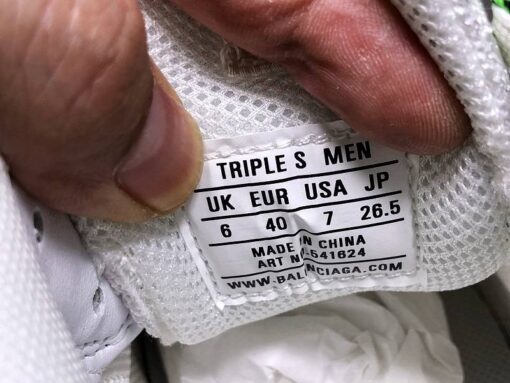 TRIPLE S MEN
UK EUR USA JP
6 40 7 26.5
MADE IN CHINA
ART N -541624
WWW.BALENCIAGA.COM